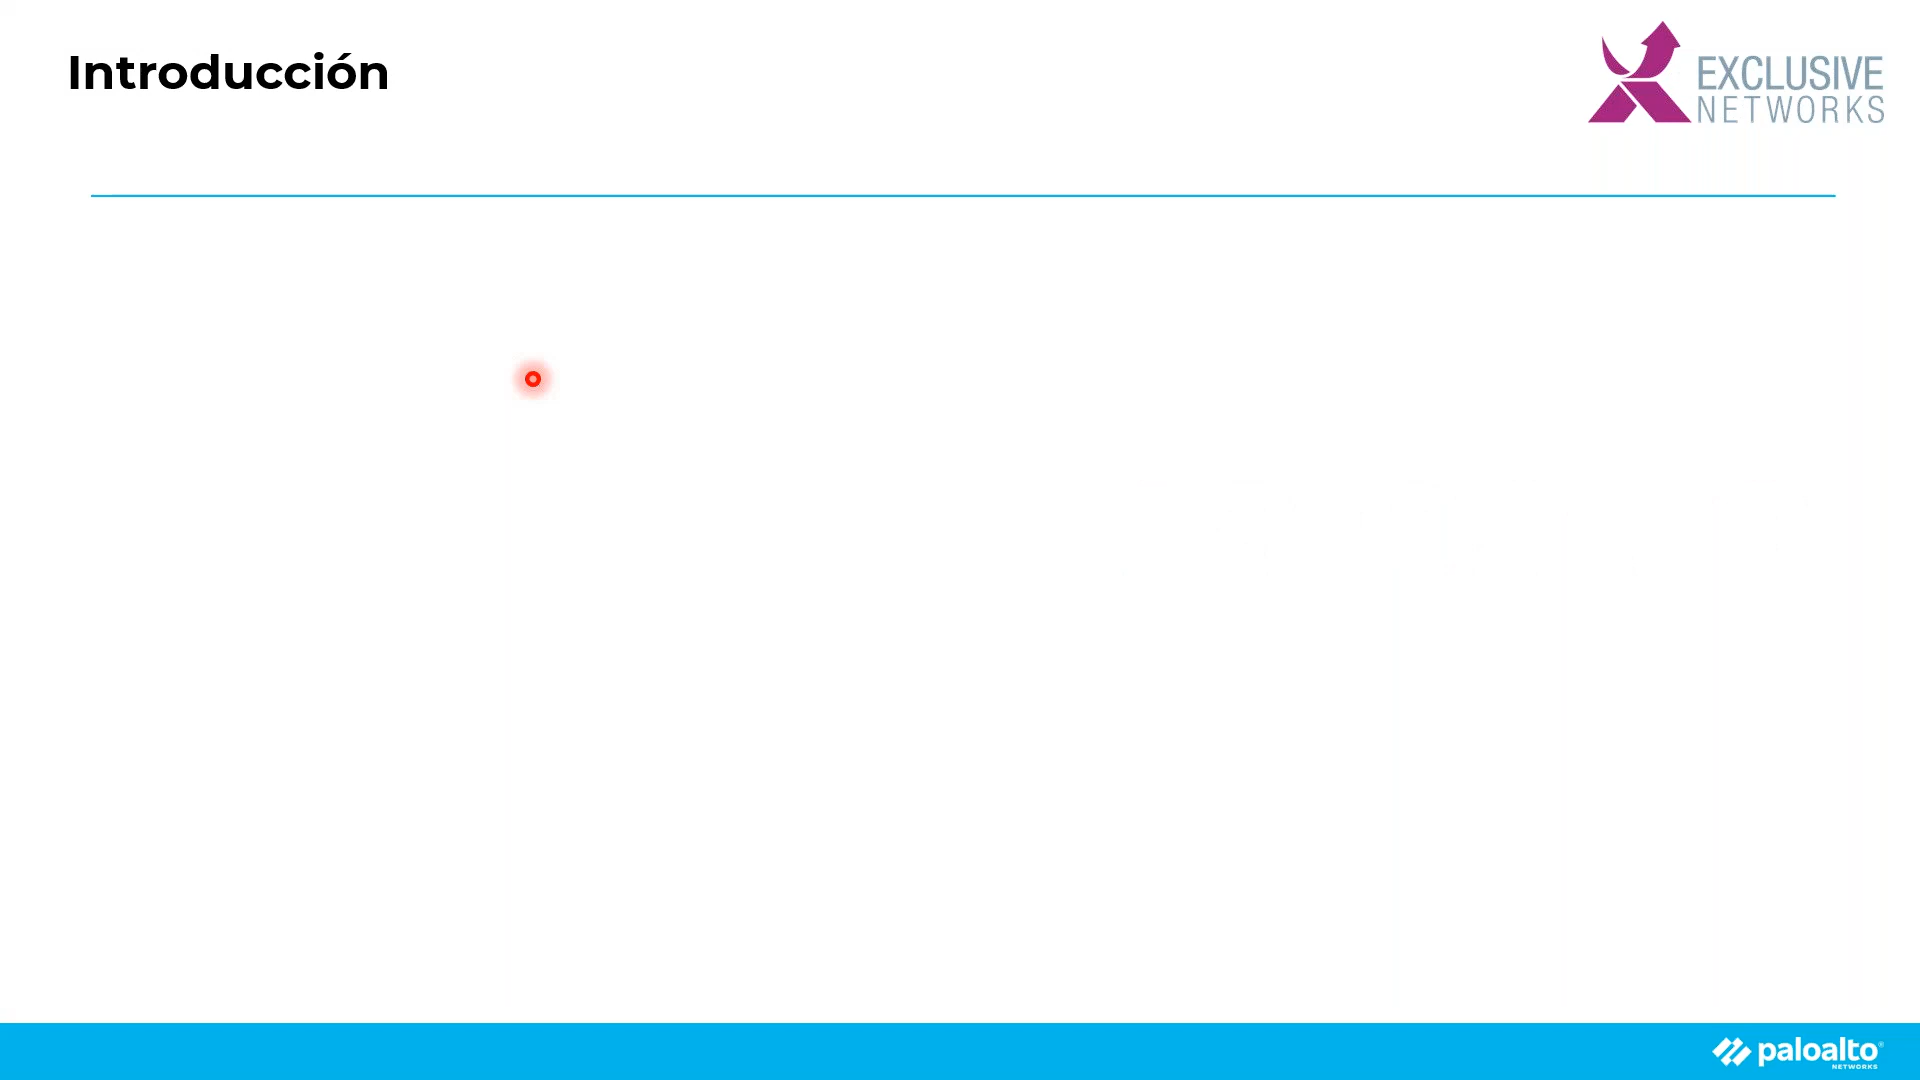 Introducción
EXCLUSIVE
NETWORKS
paloalto®
NETWORKS